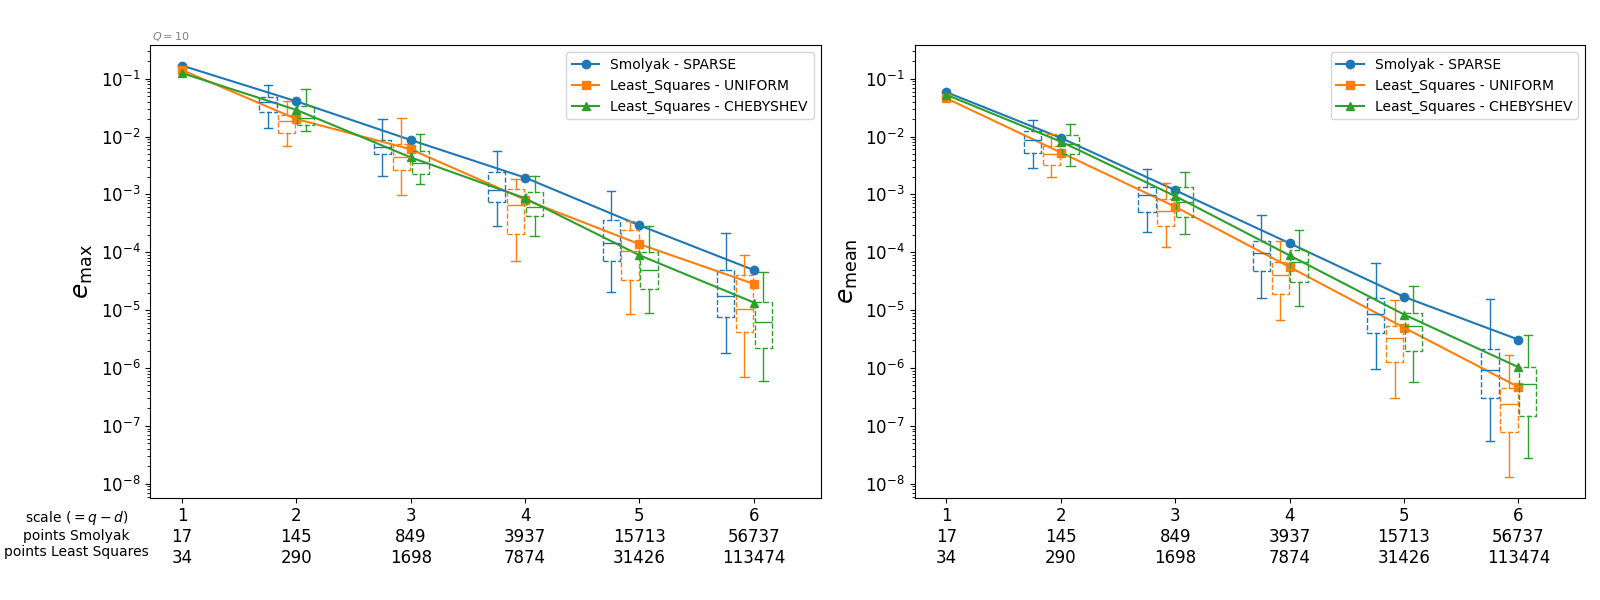 Q = 10
Smolyak - SPARSE
Least_Squares - UNIFORM
Least_Squares - CHEBYSHEV
10⁻¹
10⁻²
10⁻³
10⁻⁴
10⁻⁵
10⁻⁶
10⁻⁷
10⁻⁸
e_max
scale (= q − d)
1 2 3 4 5 6
points Smolyak
17 145 849 3937 15713 56737
points Least Squares
34 290 1698 7874 31426 113474
Smolyak - SPARSE
Least_Squares - UNIFORM
Least_Squares - CHEBYSHEV
10⁻¹
10⁻²
10⁻³
10⁻⁴
10⁻⁵
10⁻⁶
10⁻⁷
10⁻⁸
e_mean
1 2 3 4 5 6
17 145 849 3937 15713 56737
34 290 1698 7874 31426 113474